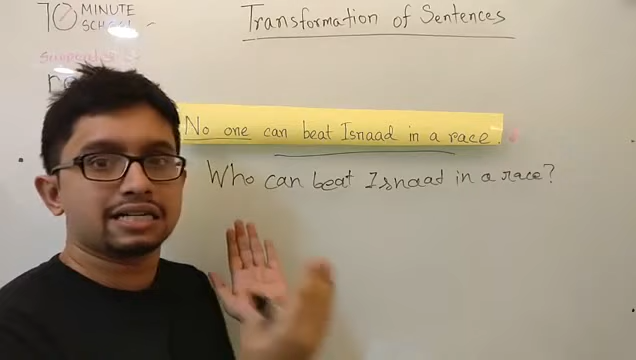 10 MINUTE
SCHOOL
Transformation of Sentences
No one can beat Isnaad in a race.
Who can beat Isnaad in a race?